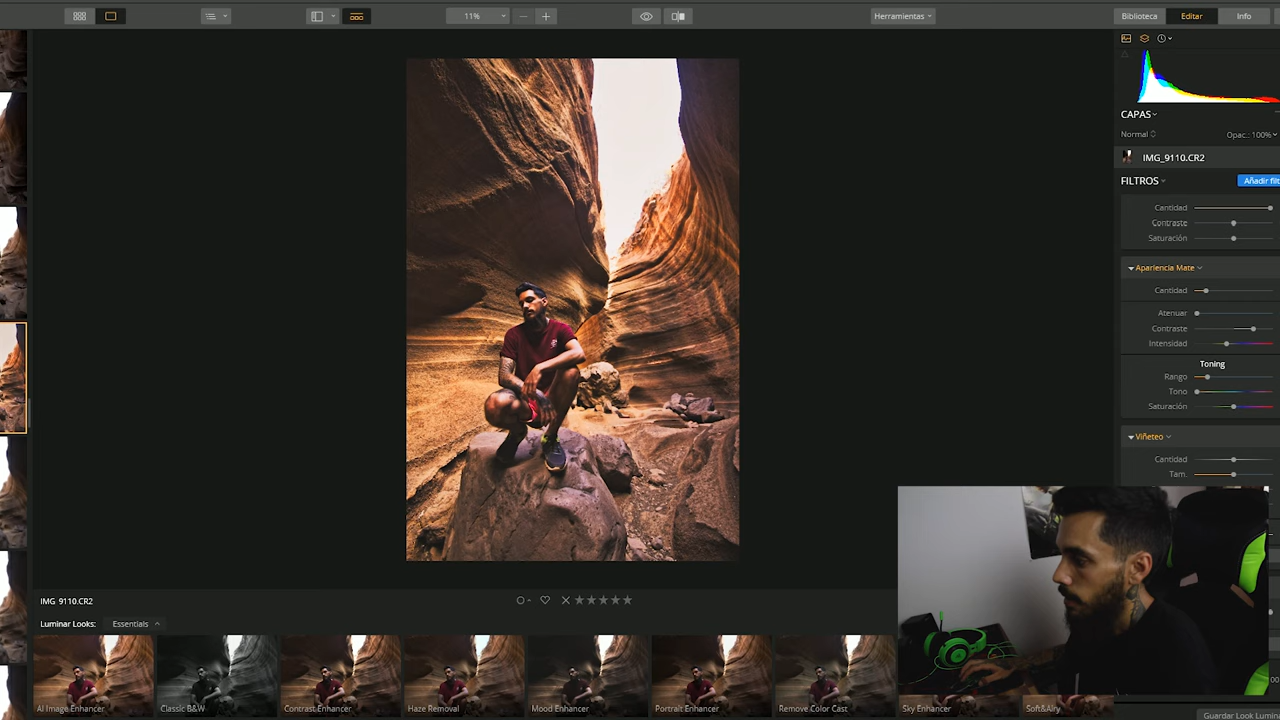 11%
Herramientas
Biblioteca
Editar
Info
CAPAS
Normal
Opac.: 100%
IMG_9110.CR2
FILTROS
Añadir filt
Cantidad
Contraste
Saturación
Apariencia Mate
Cantidad
Atenuar
Contraste
Intensidad
Toning
Rango
Tono
Saturación
Viñeteo
Cantidad
Tam.
IMG_9110.CR2
Luminar Looks:
Essentials
AI Image Enhancer
Classic B&W
Contrast Enhancer
Haze Removal
Mood Enhancer
Portrait Enhancer
Remove Color Cast
Sky Enhancer
Soft&Airy
00
Guardar Look Lumin